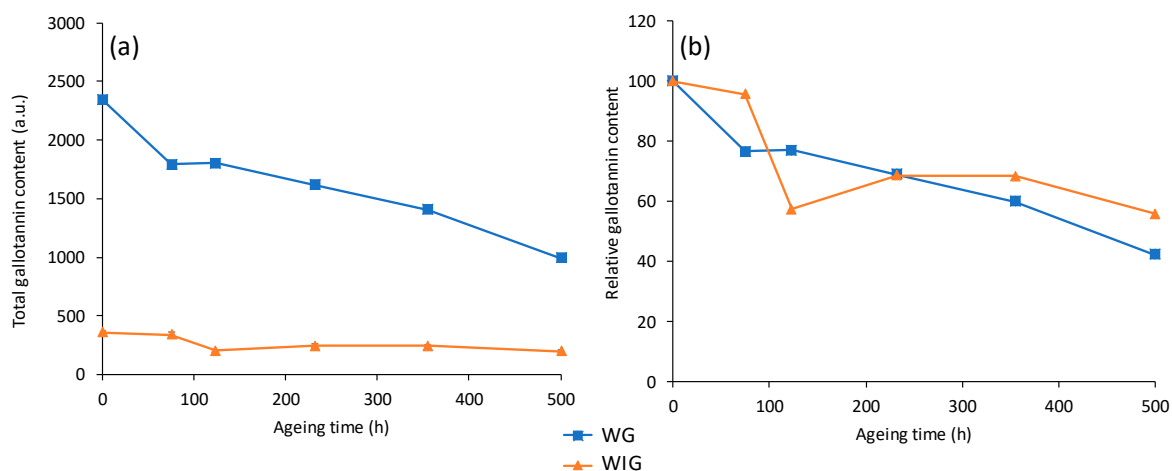 (a)
Total gallotannin content (a.u.)
3000
2500
2000
1500
1000
500
0
0 100 200 300 400 500
Ageing time (h)
(b)
Relative gallotannin content
120
100
80
60
40
20
0
0 100 200 300 400 500
Ageing time (h)
WG
WIG